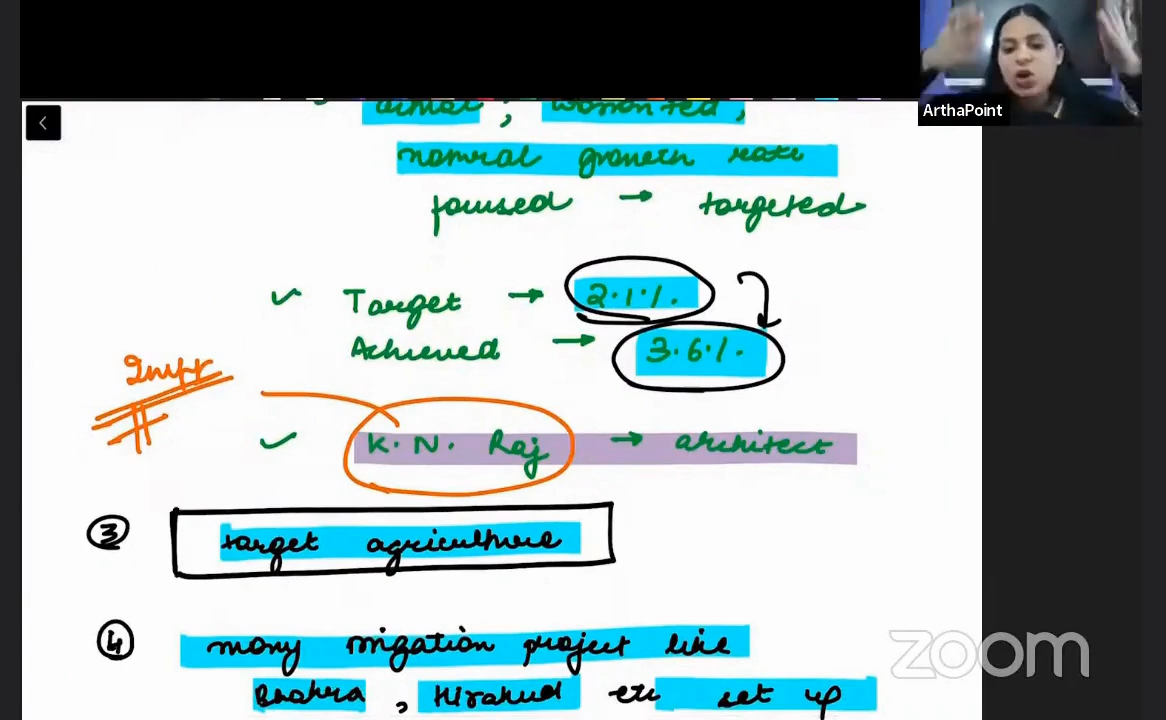 ArthaPoint
natural growth rate
focused → targeted
✓ Target → 2.1%.
Achieved → 3.6%.
Imp
✓ K. N. Raj → architect
③ target agriculture
④ many irrigation project like
Bhakra, Hirakud etc set up
zoom